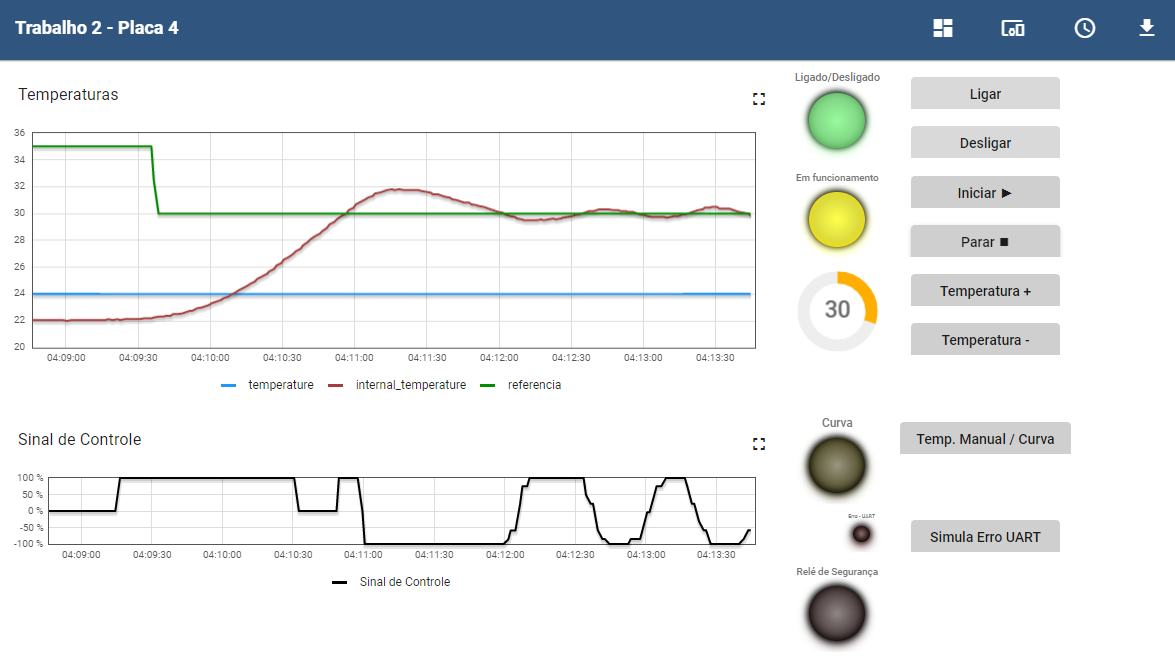 Trabalho 2 - Placa 4
Temperaturas
36
34
32
30
28
26
24
22
20
04:09:00 04:09:30 04:10:00 04:10:30 04:11:00 04:11:30 04:12:00 04:12:30 04:13:00 04:13:30
temperature internal_temperature referencia
Sinal de Controle
100 %
50 %
0 %
-50 %
-100 %
04:09:00 04:09:30 04:10:00 04:10:30 04:11:00 04:11:30 04:12:00 04:12:30 04:13:00 04:13:30
Sinal de Controle
Ligado/Desligado
Ligar
Desligar
Em funcionamento
Iniciar ▶
Parar ■
30
Temperatura +
Temperatura -
Curva
Temp. Manual / Curva
Erro - UART
Simula Erro UART
Relé de Segurança